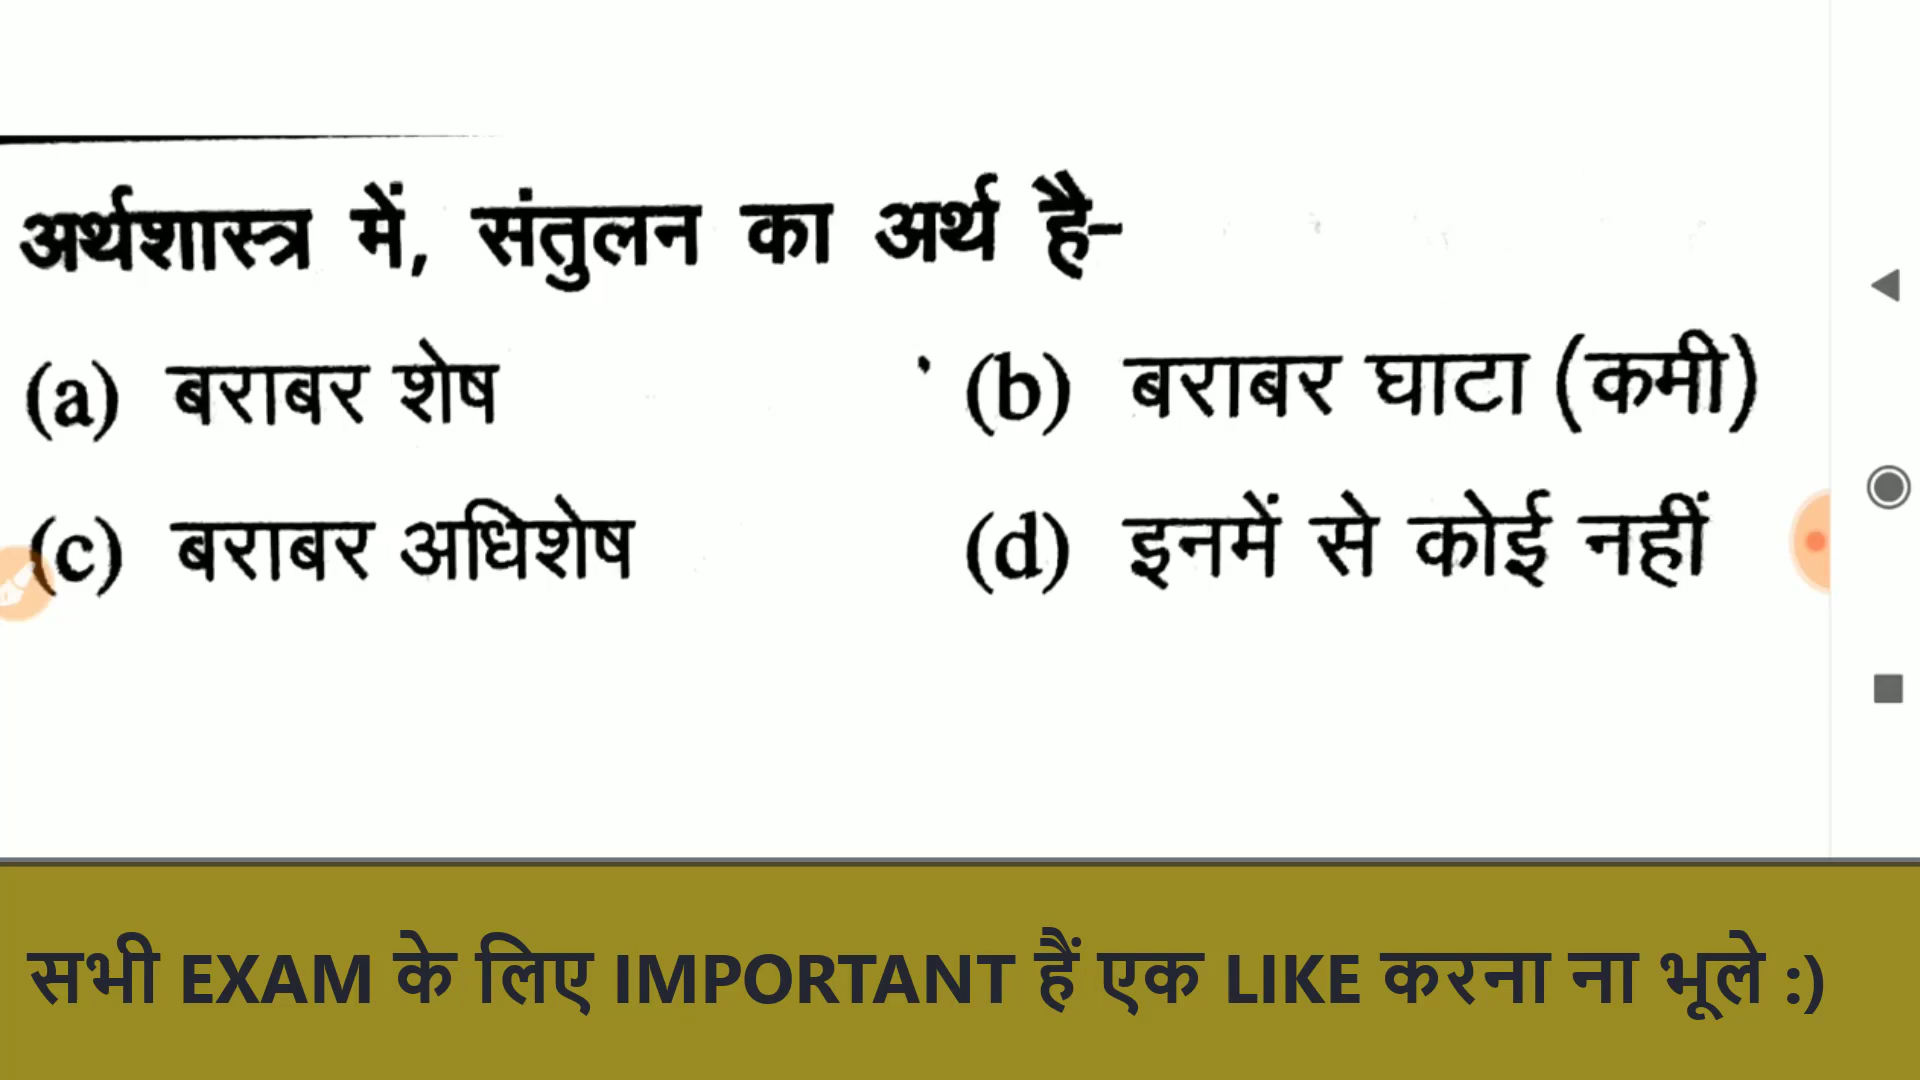 अर्थशास्त्र में, संतुलन का अर्थ है-
(a) बराबर शेष (b) बराबर घाटा (कमी)
(c) बराबर अधिशेष (d) इनमें से कोई नहीं
सभी EXAM के लिए IMPORTANT हैं एक LIKE करना ना भूले :)